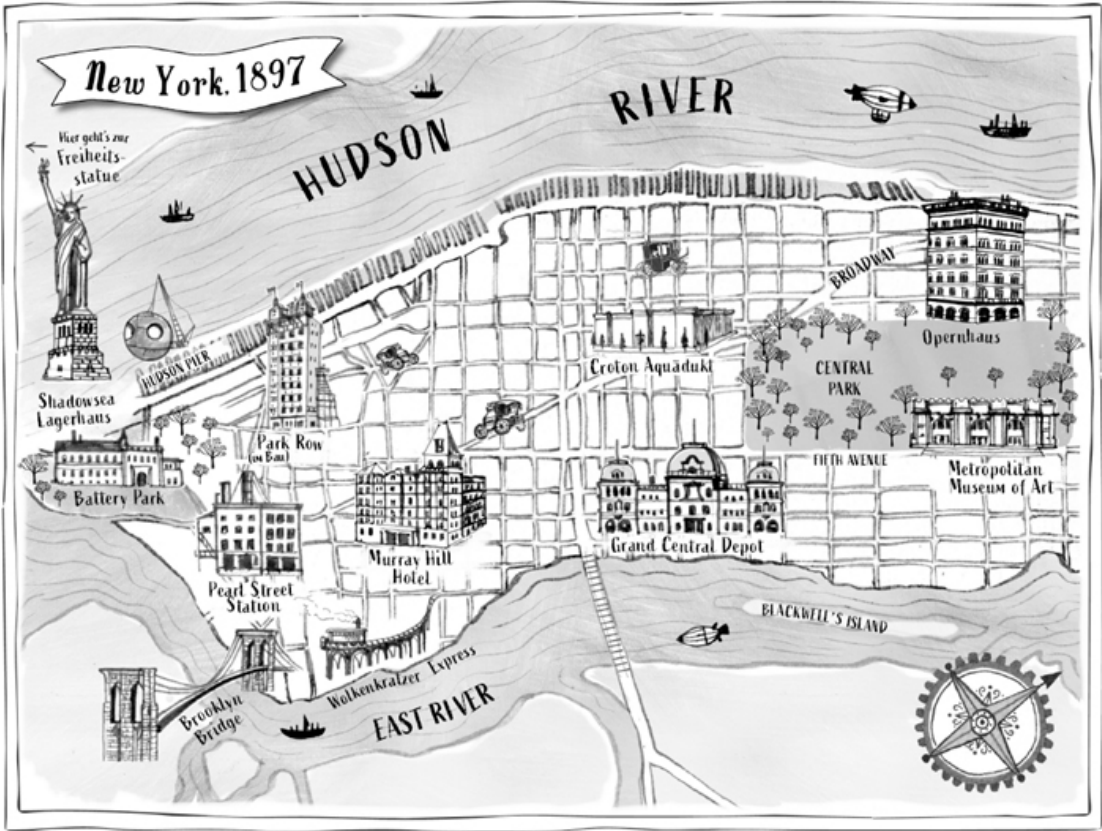 New York. 1897
HUDSON
RIVER
Hier geht's zur
Freiheits-
statue
BROADWAY
Opernhaus
HUDSON PIER
Croton Aquädukt
CENTRAL
PARK
Shadowsea
Lagerhaus
Park Row
(IM BAU)
FIFTH AVENUE
Metropolitan
Museum of Art
Battery Park
Grand Central Depot
Murray Hill
Hotel
Pearl Street
Station
BLACKWELL'S ISLAND
Wolkenkratzer Express
Brooklyn
Bridge
EAST RIVER